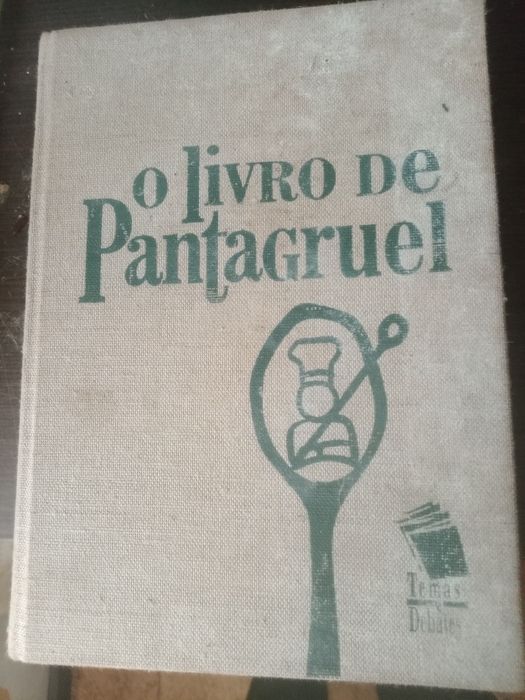 O livro de
Pantagruel
Temas
e
Debates